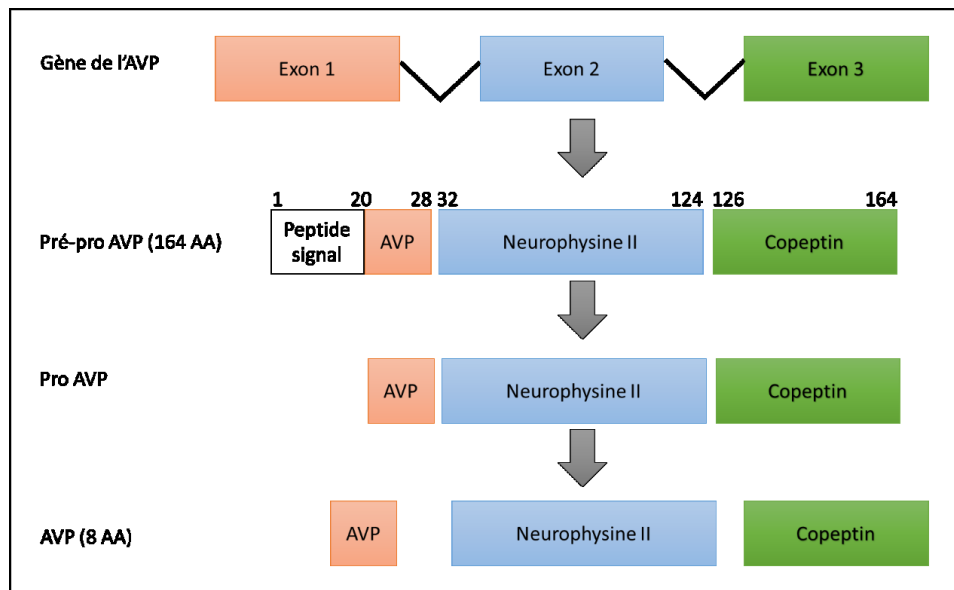 Gène de l'AVP
Exon 1
Exon 2
Exon 3
1
20
28
32
124
126
164
Pré-pro AVP (164 AA)
Peptide
signal
AVP
Neurophysine II
Copeptin
Pro AVP
AVP
Neurophysine II
Copeptin
AVP (8 AA)
AVP
Neurophysine II
Copeptin